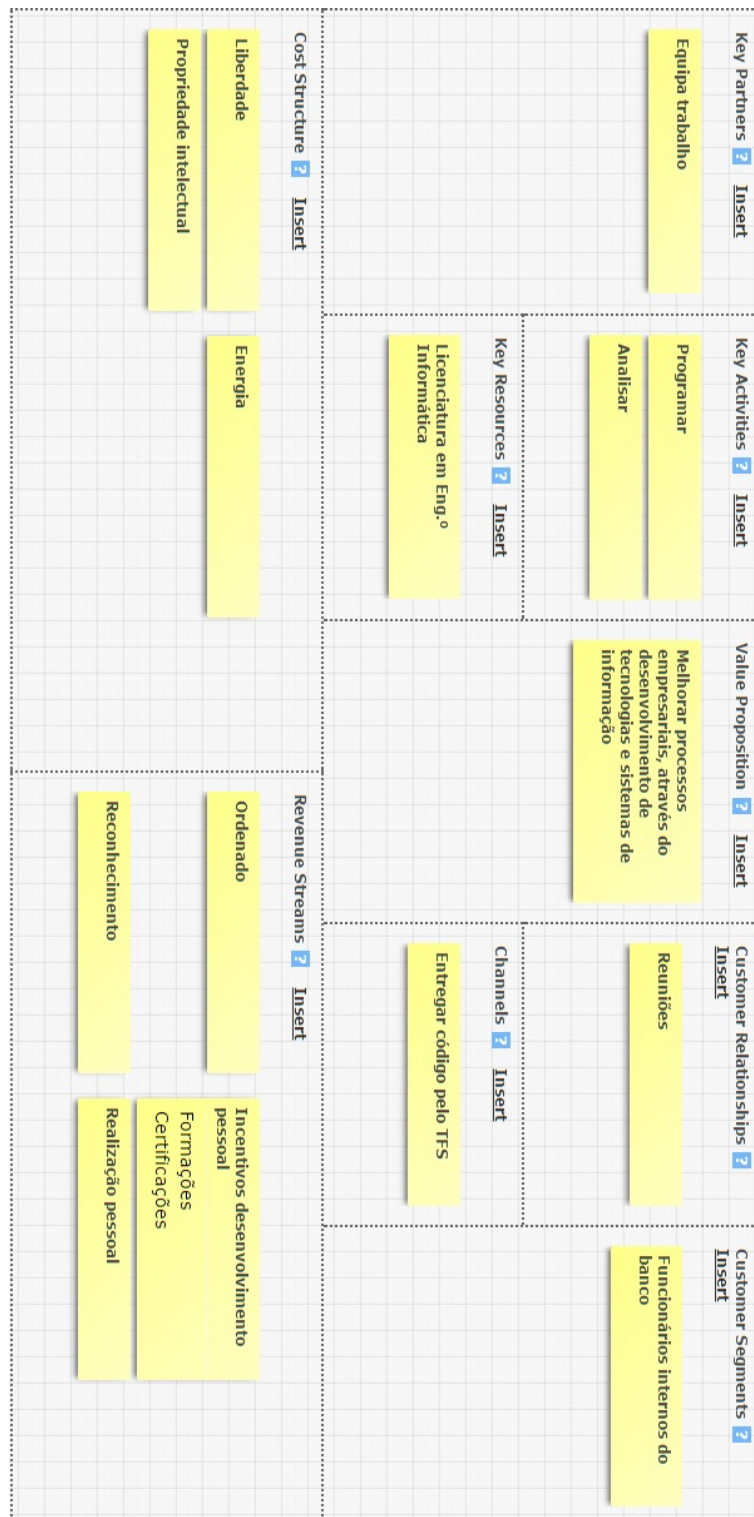 Key Partners ? Insert
Equipa trabalho
Key Activities ? Insert
Programar
Analisar
Key Resources ? Insert
Licenciatura em Eng.º
Informática
Value Proposition ? Insert
Melhorar processos
empresariais, através do
desenvolvimento de
tecnologias e sistemas de
informação
Customer Relationships ?
Insert
Reuniões
Channels ? Insert
Entregar código pelo TFS
Customer Segments ?
Insert
Funcionários internos do
banco
Cost Structure ? Insert
Liberdade
Propriedade intelectual
Energia
Revenue Streams ? Insert
Ordenado
Reconhecimento
Incentivos desenvolvimento
pessoal
Formações
Certificações
Realização pessoal